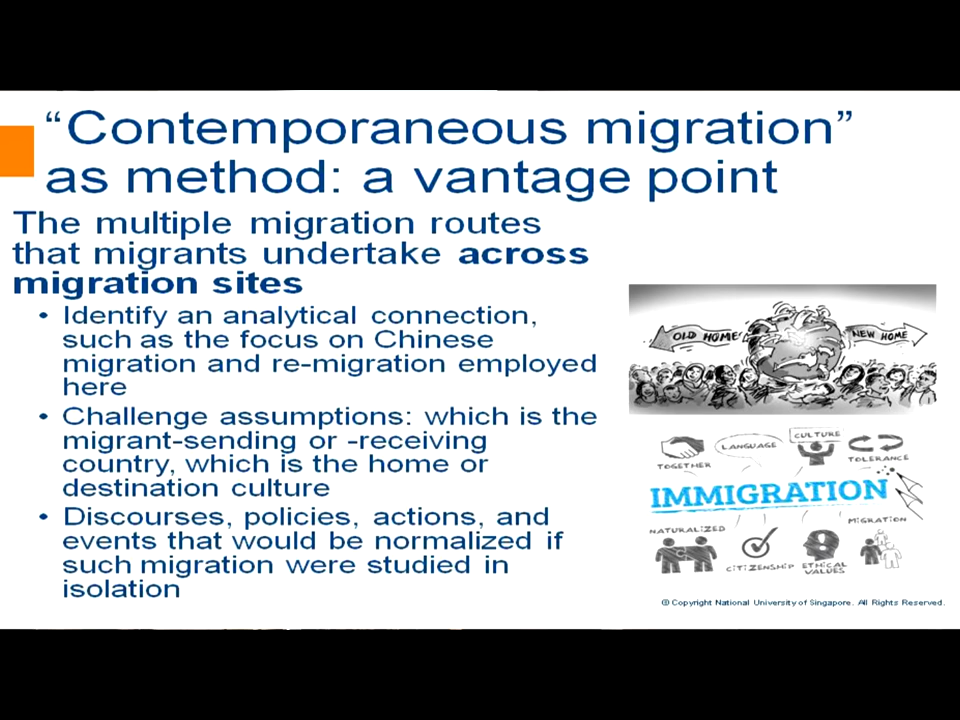 “Contemporaneous migration”
as method: a vantage point
The multiple migration routes
that migrants undertake across
migration sites
• Identify an analytical connection,
such as the focus on Chinese
migration and re-migration employed
here
• Challenge assumptions: which is the
migrant-sending or -receiving
country, which is the home or
destination culture
• Discourses, policies, actions, and
events that would be normalized if
such migration were studied in
isolation
OLD HOME
NEW HOME
TOGETHER
LANGUAGE
CULTURE
TOLERANCE
IMMIGRATION
NATURALIZED
CITIZENSHIP
ETHICAL
VALUES
MIGRATION
© Copyright National University of Singapore. All Rights Reserved.